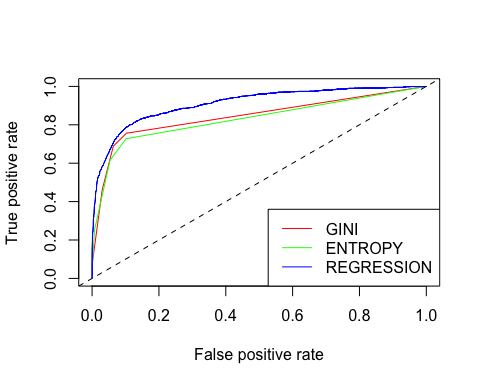 True positive rate
1.0
0.8
0.6
0.4
0.2
0.0
GINI
ENTROPY
REGRESSION
0.0 0.2 0.4 0.6 0.8 1.0
False positive rate